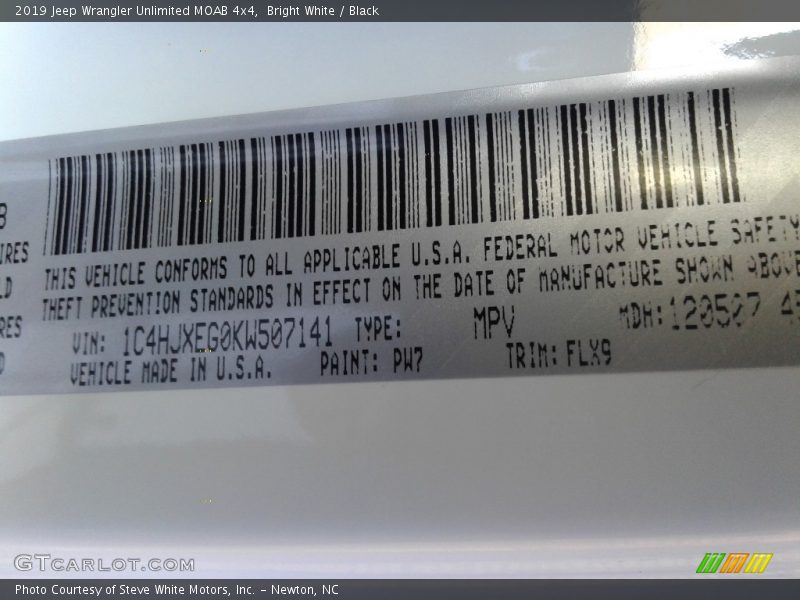 2019 Jeep Wrangler Unlimited MOAB 4x4, Bright White / Black
THIS VEHICLE CONFORMS TO ALL APPLICABLE U.S.A. FEDERAL MOTOR VEHICLE SAFETY
THEFT PREVENTION STANDARDS IN EFFECT ON THE DATE OF MANUFACTURE SHOWN ABOVE
VIN: 1C4HJXEG0KW507141 TYPE: MPV MDH: 120507
VEHICLE MADE IN U.S.A. PAINT: PW7 TRIM: FLX9
GTCARLOT.COM
Photo Courtesy of Steve White Motors, Inc. – Newton, NC